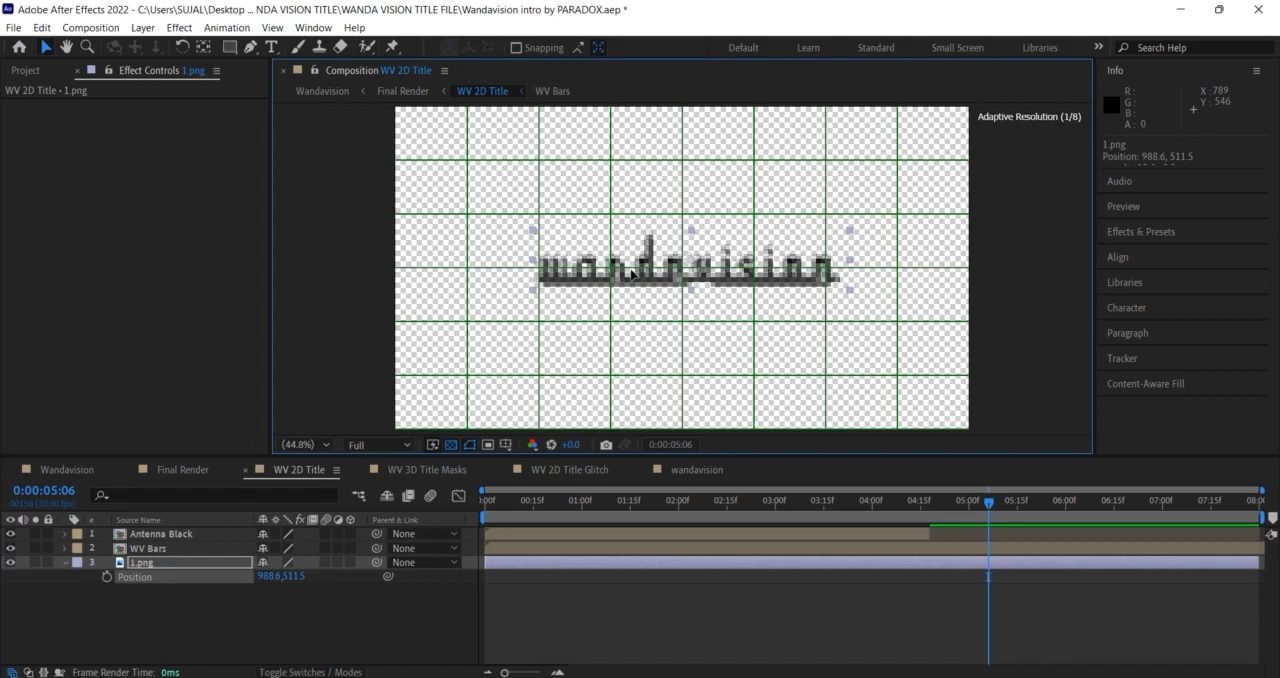 Adobe After Effects 2022 - C:\Users\SUJAL\Desktop ... NDA VISION TITLE\WANDA VISION TITLE FILE\Wandavision intro by PARADOX.aep *
File Edit Composition Layer Effect Animation View Window Help
Snapping Default Learn Standard Small Screen Libraries Search Help
Project Effect Controls 1.png Composition WV 2D Title Info
WV 2D Title • 1.png
Wandavision Final Render WV 2D Title WV Bars
R :
G :
B :
A : 0
X : 789
Y : 546
Adaptive Resolution (1/8)
1.png
Position: 988.6, 511.5
Audio
Preview
Effects & Presets
Align
Libraries
Character
Paragraph
Tracker
Content-Aware Fill
wandavision
(44.8%) Full +0.0 0:00:05:06
Wandavision Final Render WV 2D Title WV 3D Title Masks WV 2D Title Glitch wandavision
0:00:05:06
00156 (30.00 fps)
:00f 00:15f 01:00f 01:15f 02:00f 02:15f 03:00f 03:15f 04:00f 04:15f 05:00f 05:15f 06:00f 06:15f 07:00f 07:15f 08:0
# Source Name Parent & Link
1 Antenna Black None
2 WV Bars None
3 1.png None
Position 988.6,511.5
Frame Render Time: 0ms Toggle Switches / Modes